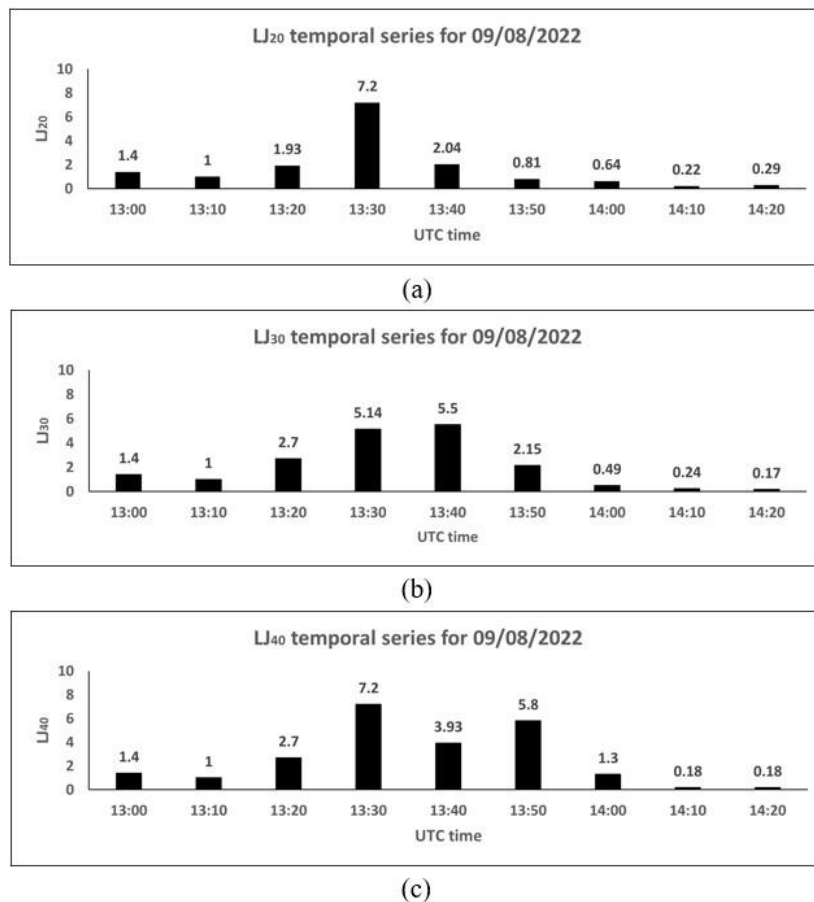 LJ20 temporal series for 09/08/2022
10
8
6
4
2
0
LJ20
1.4 1 1.93 7.2 2.04 0.81 0.64 0.22 0.29
13:00 13:10 13:20 13:30 13:40 13:50 14:00 14:10 14:20
UTC time
(a)
LJ30 temporal series for 09/08/2022
10
8
6
4
2
0
LJ30
1.4 1 2.7 5.14 5.5 2.15 0.49 0.24 0.17
13:00 13:10 13:20 13:30 13:40 13:50 14:00 14:10 14:20
UTC time
(b)
LJ40 temporal series for 09/08/2022
10
8
6
4
2
0
LJ40
1.4 1 2.7 7.2 3.93 5.8 1.3 0.18 0.18
13:00 13:10 13:20 13:30 13:40 13:50 14:00 14:10 14:20
UTC time
(c)